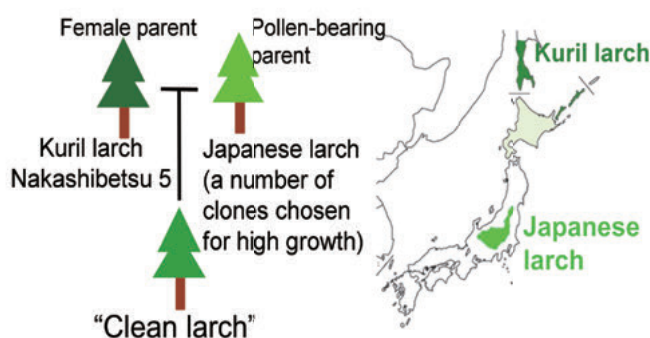 Female parent
Pollen-bearing
parent
Kuril larch
Nakashibetsu 5
Japanese larch
(a number of
clones chosen
for high growth)
“Clean larch”
Kuril larch
Japanese
larch